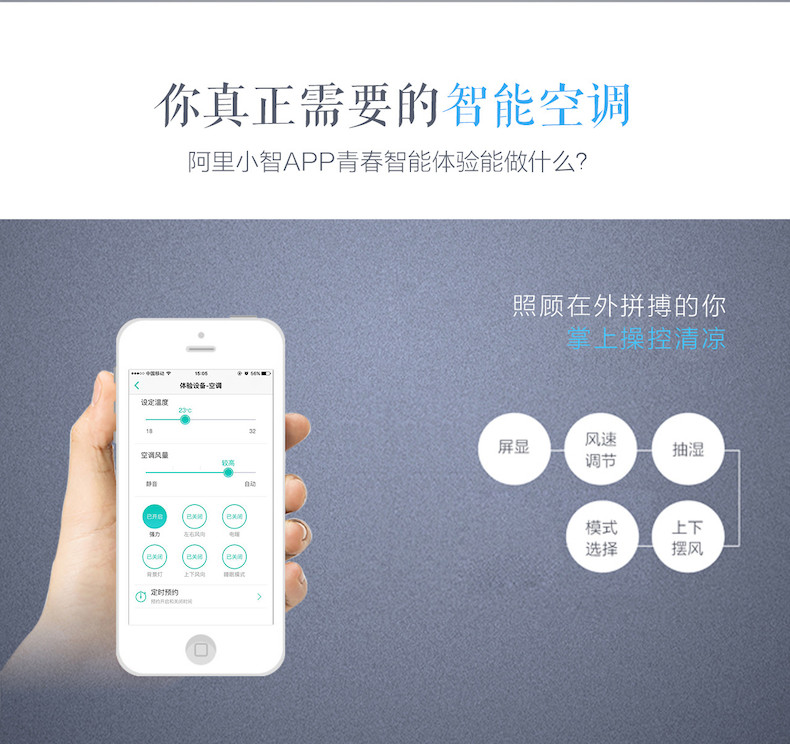 你真正需要的智能空调
阿里小智APP青春智能体验能做什么?
照顾在外拼搏的你
掌上操控清凉
屏显
风速
调节
抽湿
模式
选择
上下
摆风
中国移动
15:05
56%
体验设备-空调
设定温度
23℃
18
32
空调风量
较高
静音
自动
已开启
已关闭
已关闭
强力
左右风向
电辅
已关闭
已关闭
已关闭
背景灯
上下风向
睡眠模式
定时预约
预约开启和关闭时间